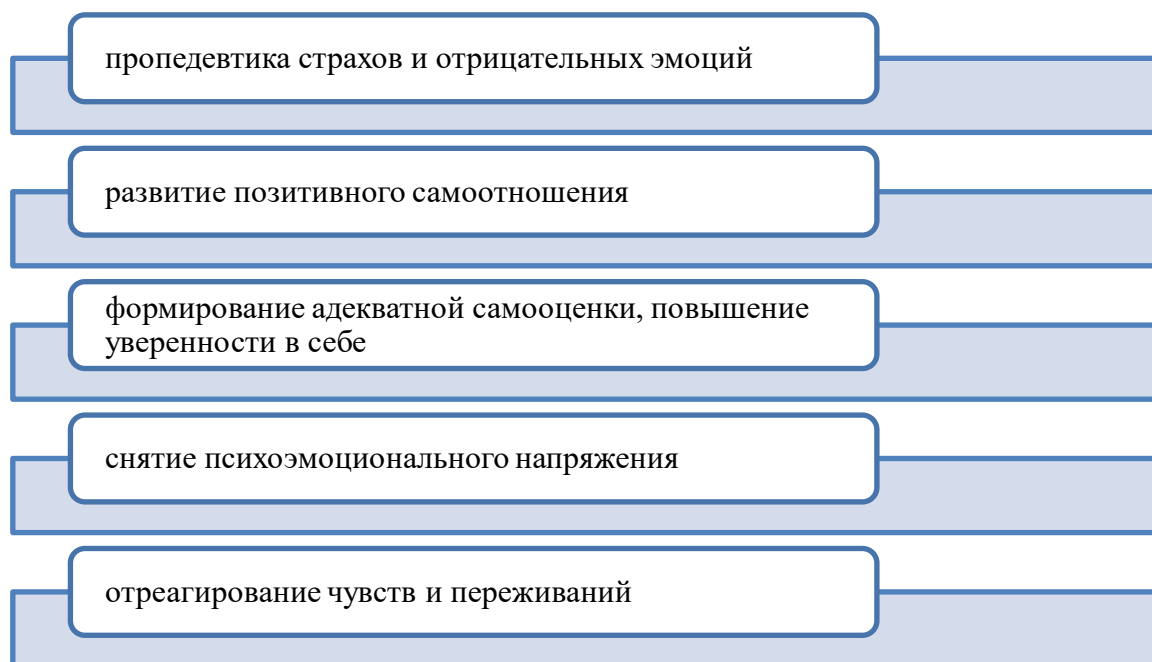 пропедевтика страхов и отрицательных эмоций
развитие позитивного самоотношения
формирование адекватной самооценки, повышение
уверенности в себе
снятие психоэмоционального напряжения
отреагирование чувств и переживаний